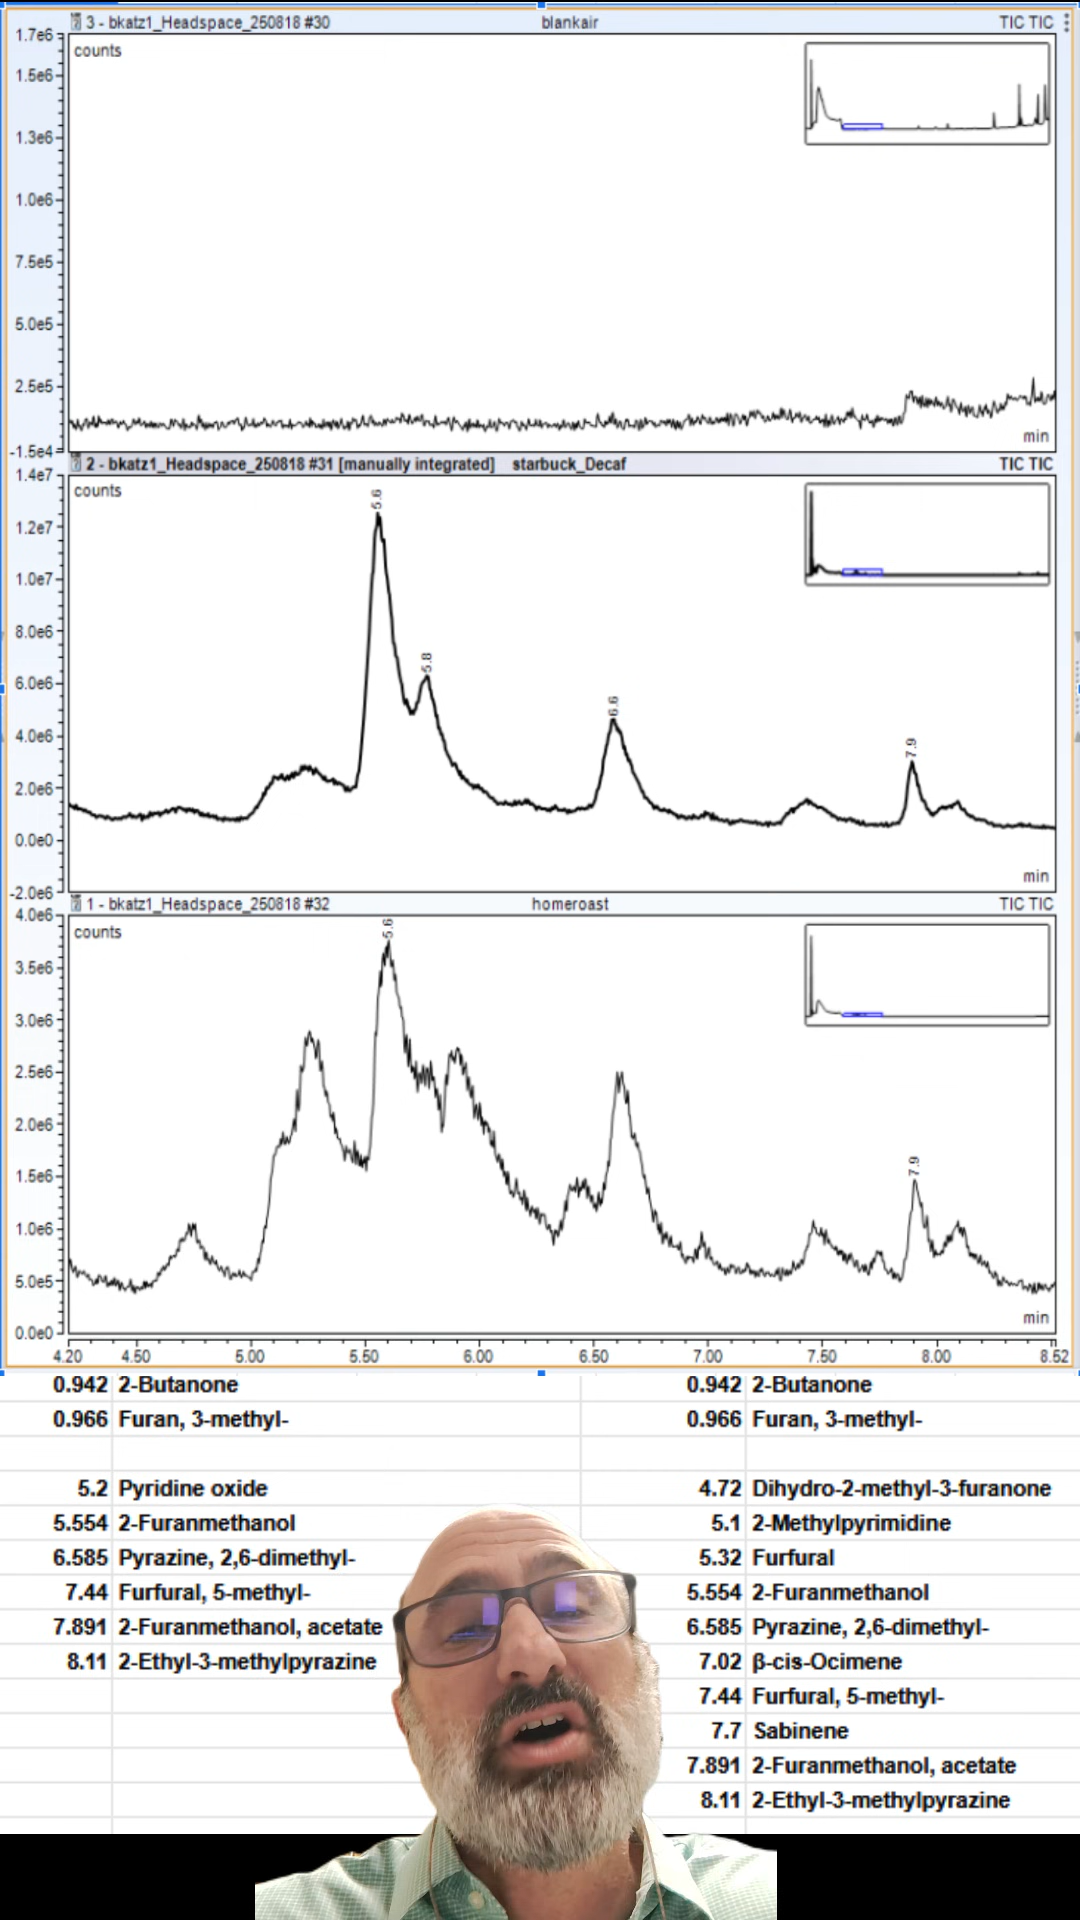 3 - bkatz1_Headspace_250818 #30 blankair TIC TIC
1.7e6
counts
1.5e6
1.3e6
1.0e6
7.5e5
5.0e5
2.5e5
min
-1.5e4
2 - bkatz1_Headspace_250818 #31 [manually integrated] starbuck_Decaf TIC TIC
1.4e7
counts
5.6
1.2e7
1.0e7
8.0e6
5.8
6.0e6
6.6
4.0e6
7.9
2.0e6
0.0e0
min
-2.0e6
1 - bkatz1_Headspace_250818 #32 homeroast TIC TIC
4.0e6
counts
5.6
3.5e6
3.0e6
2.5e6
2.0e6
1.5e6
7.9
1.0e6
5.0e5
min
0.0e0
4.20 4.50 5.00 5.50 6.00 6.50 7.00 7.50 8.00 8.52
0.942 2-Butanone 0.942 2-Butanone
0.966 Furan, 3-methyl- 0.966 Furan, 3-methyl-
5.2 Pyridine oxide 4.72 Dihydro-2-methyl-3-furanone
5.554 2-Furanmethanol 5.1 2-Methylpyrimidine
6.585 Pyrazine, 2,6-dimethyl- 5.32 Furfural
7.44 Furfural, 5-methyl- 5.554 2-Furanmethanol
7.891 2-Furanmethanol, acetate 6.585 Pyrazine, 2,6-dimethyl-
8.11 2-Ethyl-3-methylpyrazine 7.02 β-cis-Ocimene
7.44 Furfural, 5-methyl-
7.7 Sabinene
7.891 2-Furanmethanol, acetate
8.11 2-Ethyl-3-methylpyrazine